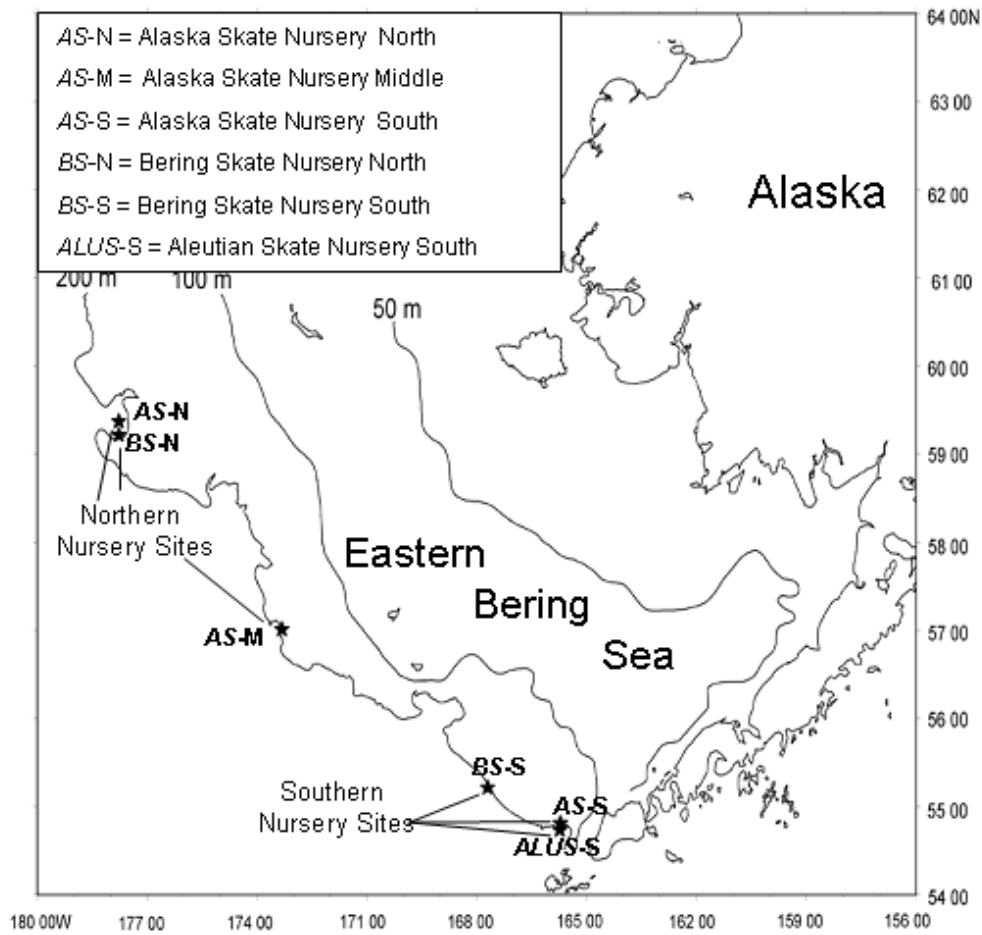 AS-N = Alaska Skate Nursery North
AS-M = Alaska Skate Nursery Middle
AS-S = Alaska Skate Nursery South
BS-N = Bering Skate Nursery North
BS-S = Bering Skate Nursery South
ALUS-S = Aleutian Skate Nursery South
200 m
100 m
50 m
Alaska
AS-N
BS-N
Northern
Nursery Sites
Eastern
Bering
Sea
AS-M
BS-S
Southern
Nursery Sites
AS-S
ALUS-S
64 00N
63 00
62 00
61 00
60 00
59 00
58 00
57 00
56 00
55 00
54 00
180 00W
177 00
174 00
171 00
168 00
165 00
162 00
159 00
156 00